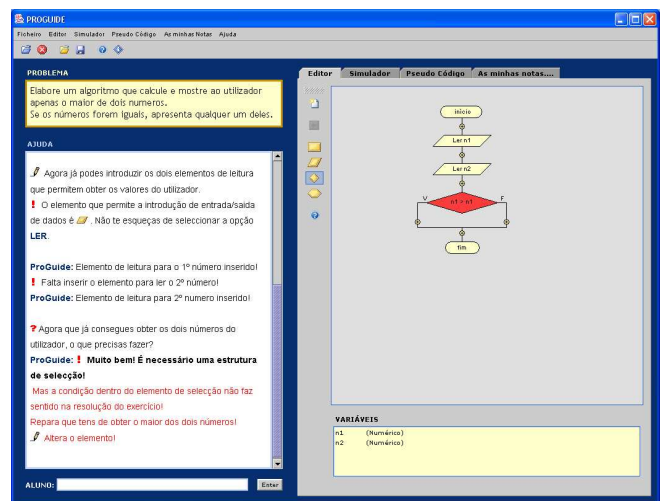 PROGUIDE
Ficheiro Editor Simulador Pseudo Código As minhas Notas Ajuda
PROBLEMA
Elabore um algoritmo que calcule e mostre ao utilizador
apenas o maior de dois numeros.
Se os números forem Iguais, apresenta qualquer um deles.
AJUDA
Agora já podes introduzir os dois elementos de leitura
que permitem obter os valores do utilizador.
! O elemento que permite a introdução de entrada/saida
de dados é . Não te esqueças de seleccionar a opção
LER.
ProGuide: Elemento de leitura para o 1º número inserido!
! Falta inserir o elemento para ler o 2º número!
ProGuide: Elemento de leitura para 2º numero inserido!
? Agora que já consegues obter os dois números do
utilizador, o que precisas fazer?
ProGuide: ! Muito bem! É necessário uma estrutura
de selecção!
Mas a condição dentro do elemento de selecção não faz
sentido na resolução do exercício!
Repara que tens de obter o maior dos dois números!
Altera o elemento!
ALUNO:
Enter
Editor Simulador Pseudo Código As minhas notas....
início
Ler n1
Ler n2
V n1 > n1 F
fim
VARIÁVEIS
n1 (Numérico)
n2 (Numérico)